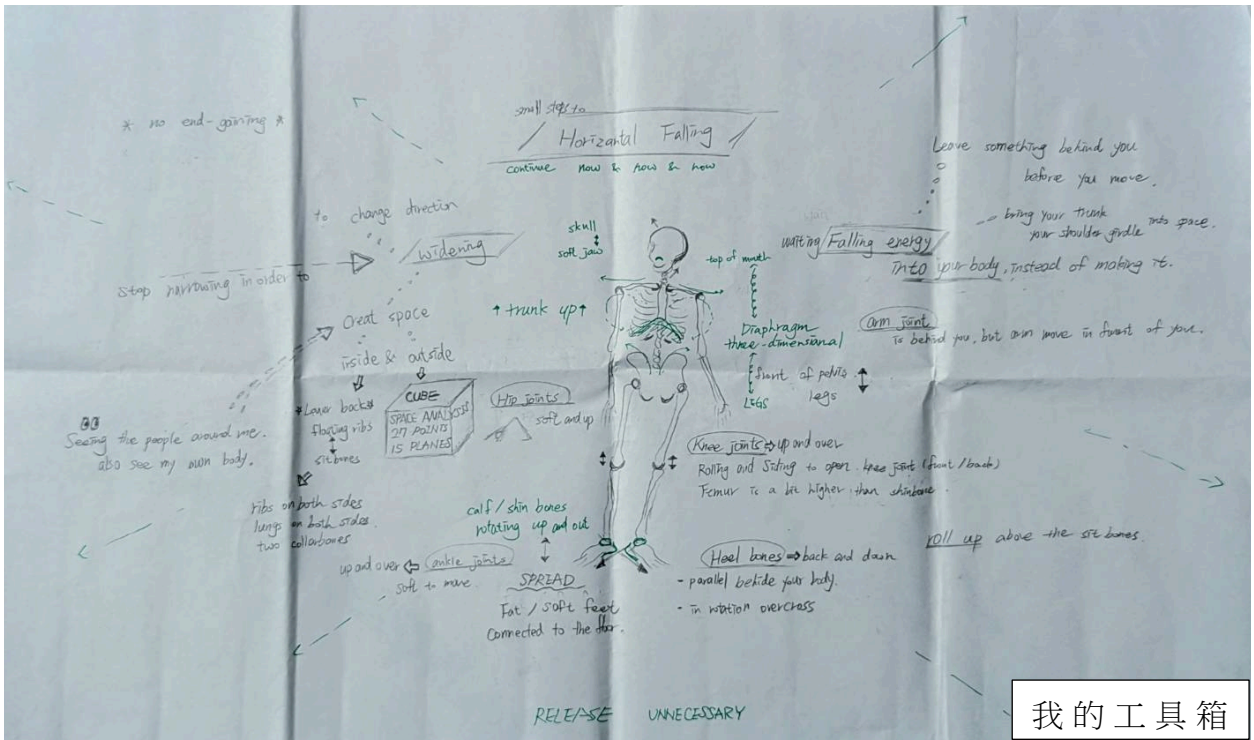 * no end-gaining *
small steps to
Horizantal Falling
continue now & now & now
Leave something behind you
before you move.
bring your trunk
your shoulder girdle into space.
to change direction
widening
Stop narrowing in order to
skull
soft jaw
top of mouth
waiting Falling energy
into your body, instead of making it.
↑ trunk up ↑
Creat space
inside & outside
Diaphragm
three-dimensional
arm joint
is behind you, but arm move in front of you.
front of pelvis
legs
LEGS
*Lower back*
floating ribs
sitbones
CUBE
SPACE ANALYSIS
27 POINTS
15 PLANES
Hip joints
soft and up
Seeing the people around me.
also see my own body.
Knee joints ⇒ up and over
Rolling and Sliding to open knee joint (front / back)
Femur is a bit higher than shinbone.
ribs on both sides
lungs on both sides
two collarbones
calf / shin bones
rotating up and out
up and over ⇐ ankle joints
soft to move
SPREAD
Fat / soft feet
Connected to the floor.
Heel bones ⇒ back and down
- parallel behide your body.
- in rotation overcross
roll up above the sit bones.
RELEASE UNNECESSARY
我的工具箱